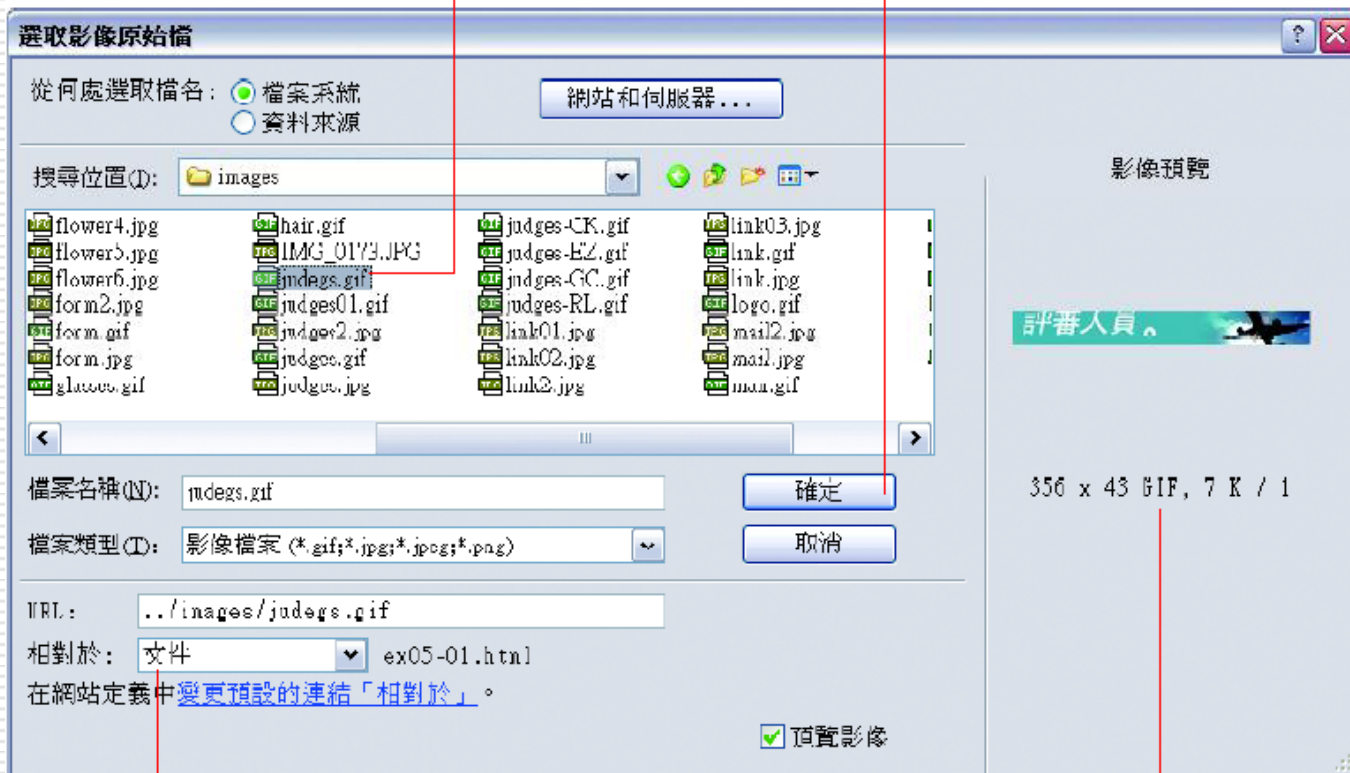 選取影像原始檔
從何處選取檔名: 檔案系統 網站和伺服器...
資料來源
搜尋位置(I): images
影像預覽
flower4.jpg hair.gif judges-CK.gif link03.jpg
flower5.jpg IMG_0173.JPG judges-EZ.gif link.gif
flower6.jpg judegs.gif judges-GC.gif link.jpg
form2.jpg judges01.gif judges-RL.gif logo.gif
form.gif judges2.jpg link01.jpg mail2.jpg
form.jpg judges.gif link02.jpg mail.jpg
glasses.gif judges.jpg link2.jpg man.gif
評審人員。
檔案名稱(N): judegs.gif 確定
356 x 43 GIF, 7 K / 1
檔案類型(T): 影像檔案 (*.gif;*.jpg;*.jpeg;*.png) 取消
URL: ../images/judegs.gif
相對於: 文件 ex05-01.html
在網站定義中變更預設的連結「相對於」。
預覽影像